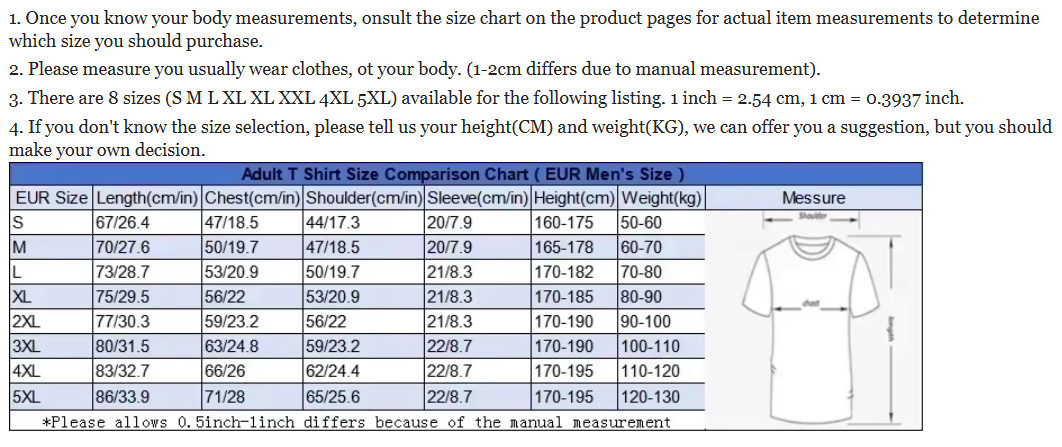 1. Once you know your body measurements, onsult the size chart on the product pages for actual item measurements to determine
which size you should purchase.
2. Please measure you usually wear clothes, ot your body. (1-2cm differs due to manual measurement).
3. There are 8 sizes (S M L XL XL XXL 4XL 5XL) available for the following listing. 1 inch = 2.54 cm, 1 cm = 0.3937 inch.
4. If you don't know the size selection, please tell us your height(CM) and weight(KG), we can offer you a suggestion, but you should
make your own decision.
Adult T Shirt Size Comparison Chart ( EUR Men's Size )
EUR Size Length(cm/in) Chest(cm/in) Shoulder(cm/in) Sleeve(cm/in) Height(cm) Weight(kg) Messure
S 67/26.4 47/18.5 44/17.3 20/7.9 160-175 50-60
M 70/27.6 50/19.7 47/18.5 20/7.9 165-178 60-70
L 73/28.7 53/20.9 50/19.7 21/8.3 170-182 70-80
XL 75/29.5 56/22 53/20.9 21/8.3 170-185 80-90
2XL 77/30.3 59/23.2 56/22 21/8.3 170-190 90-100
3XL 80/31.5 63/24.8 59/23.2 22/8.7 170-190 100-110
4XL 83/32.7 66/26 62/24.4 22/8.7 170-195 110-120
5XL 86/33.9 71/28 65/25.6 22/8.7 170-195 120-130
*Please allows 0.5inch-1inch differs because of the manual measurement
Shoulder
chest
length